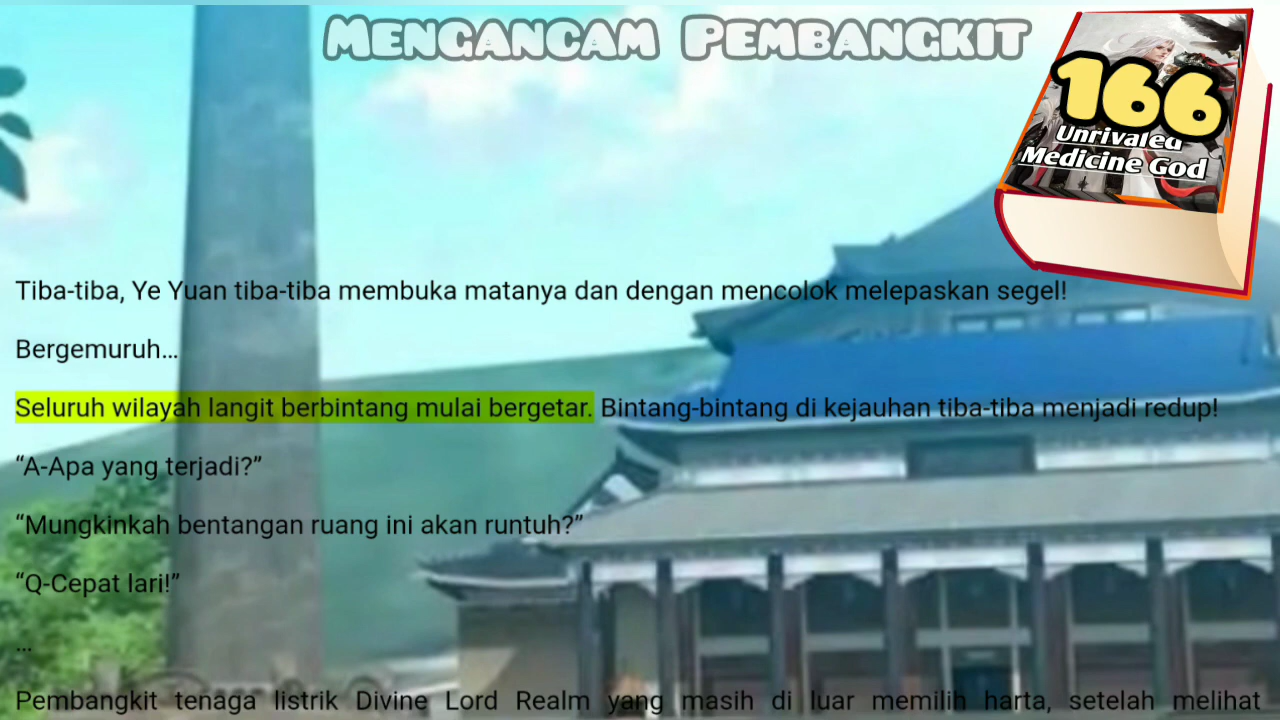 Mengancam Pembangkit
166
Unrivaled
Medicine God
Tiba-tiba, Ye Yuan tiba-tiba membuka matanya dan dengan mencolok melepaskan segel!
Bergemuruh...
Seluruh wilayah langit berbintang mulai bergetar. Bintang-bintang di kejauhan tiba-tiba menjadi redup!
“A-Apa yang terjadi?”
“Mungkinkah bentangan ruang ini akan runtuh?”
“Q-Cepat lari!”
...
Pembangkit tenaga listrik Divine Lord Realm yang masih di luar memilih harta, setelah melihat